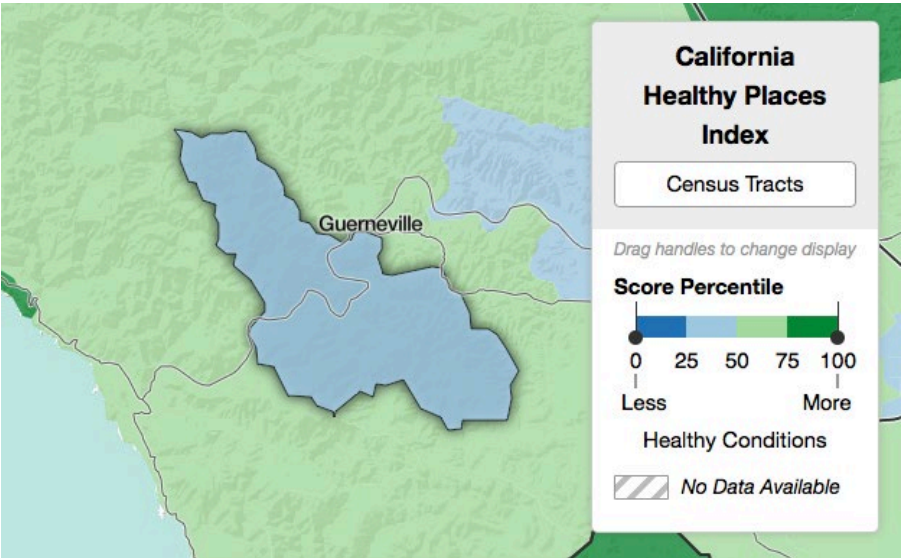 California
Healthy Places
Index
Census Tracts
Guerneville
Drag handles to change display
Score Percentile
0 25 50 75 100
Less More
Healthy Conditions
No Data Available